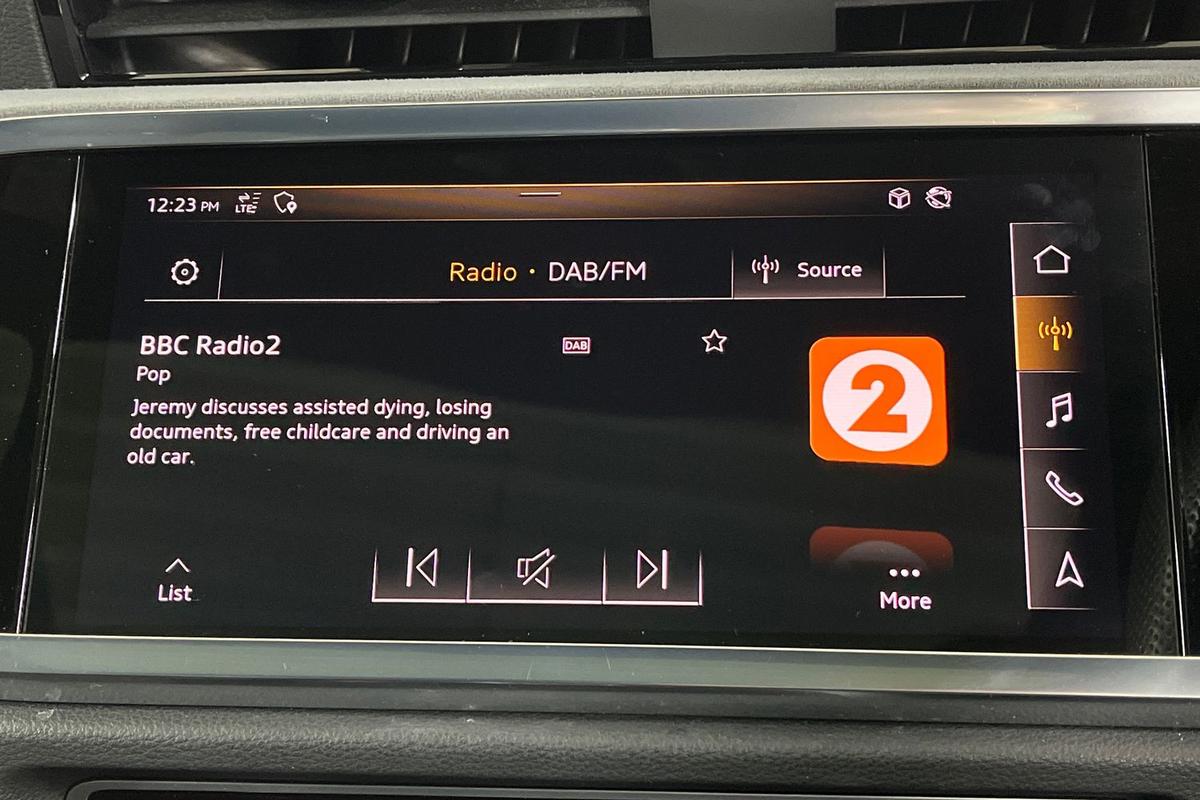 12:23 PM LTE
Radio · DAB/FM
Source
BBC Radio2
DAB
Pop
Jeremy discusses assisted dying, losing
documents, free childcare and driving an
old car.
2
List
More